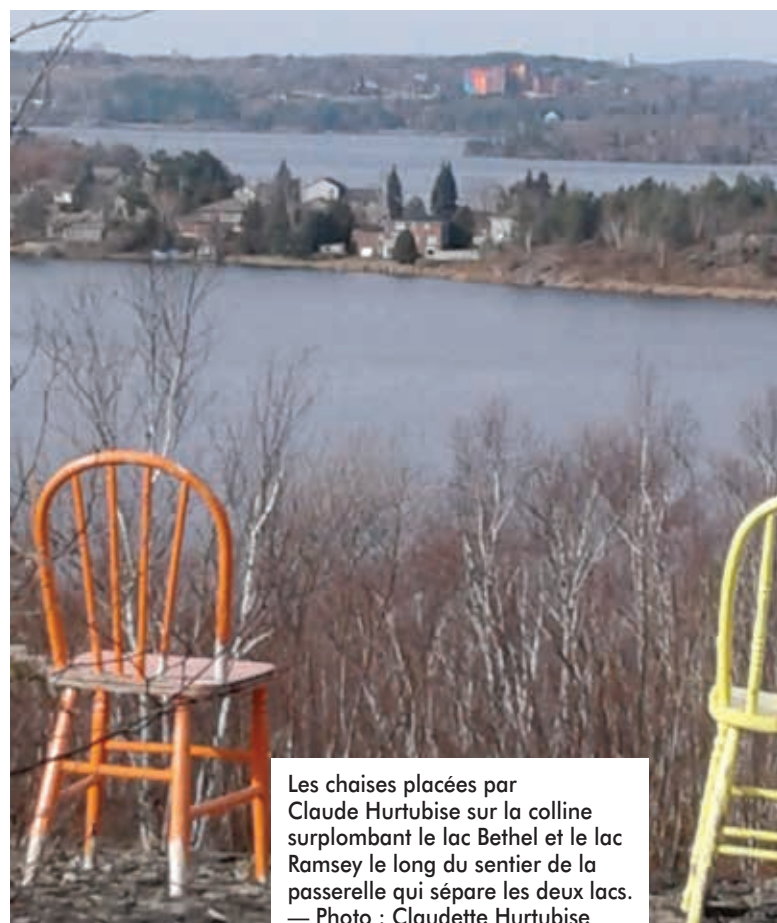 Les chaises placées par
Claude Hurtubise sur la colline
surplombant le lac Bethel et le lac
Ramsey le long du sentier de la
passerelle qui sépare les deux lacs.
— Photo : Claudette Hurtubise